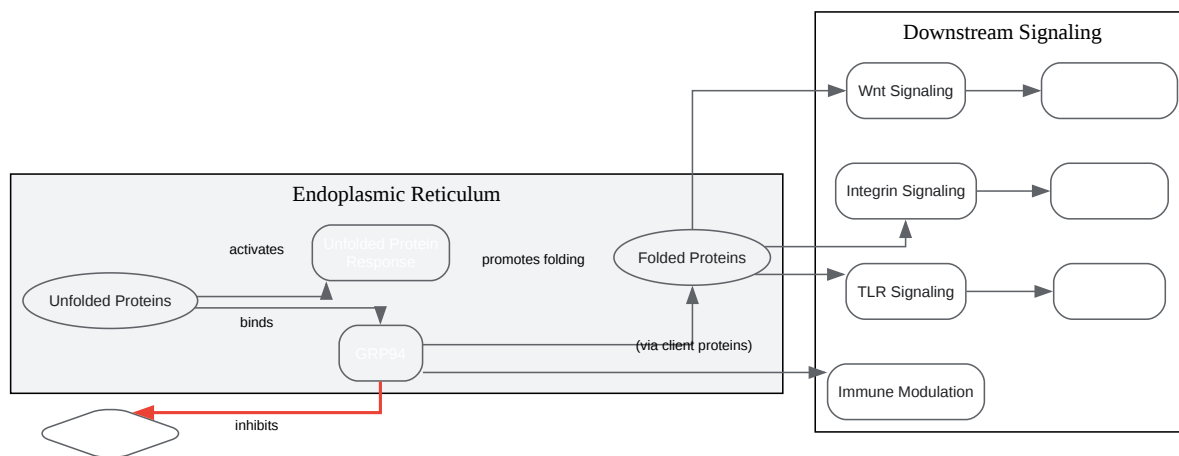 Downstream Signaling
Wnt Signaling
Endoplasmic Reticulum
Integrin Signaling
Unfolded Protein
Response
activates
promotes folding
Folded Proteins
Unfolded Proteins
TLR Signaling
binds
(via client proteins)
GRP94
Immune Modulation
inhibits